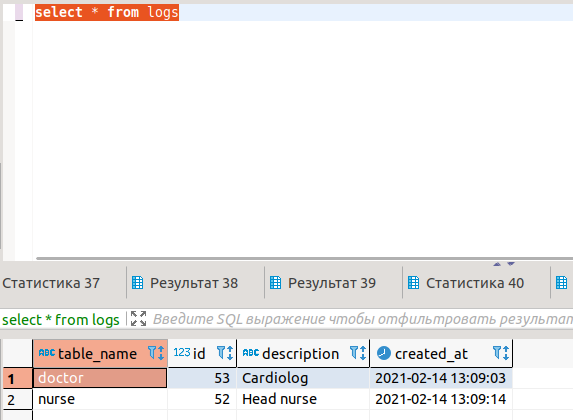 select * from logs
Статистика 37 Результат 38 Результат 39 Статистика 40
select * from logs Введите SQL выражение чтобы отфильтровать результат
ABC table_name 123 id ABC description created_at
1 doctor 53 Cardiolog 2021-02-14 13:09:03
2 nurse 52 Head nurse 2021-02-14 13:09:14